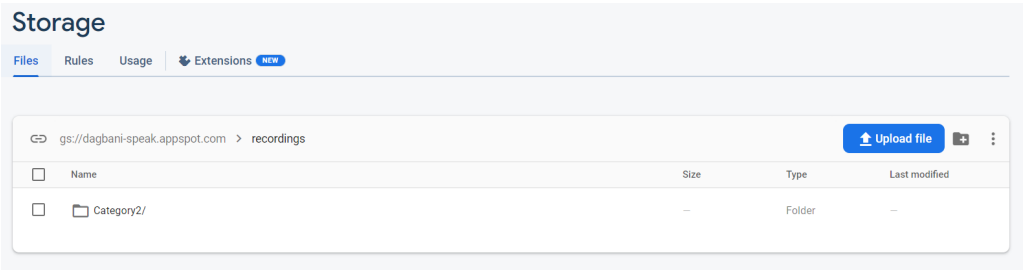 Storage
Files Rules Usage Extensions NEW
gs://dagbani-speak.appspot.com > recordings Upload file
Name Size Type Last modified
Category2/ — Folder —